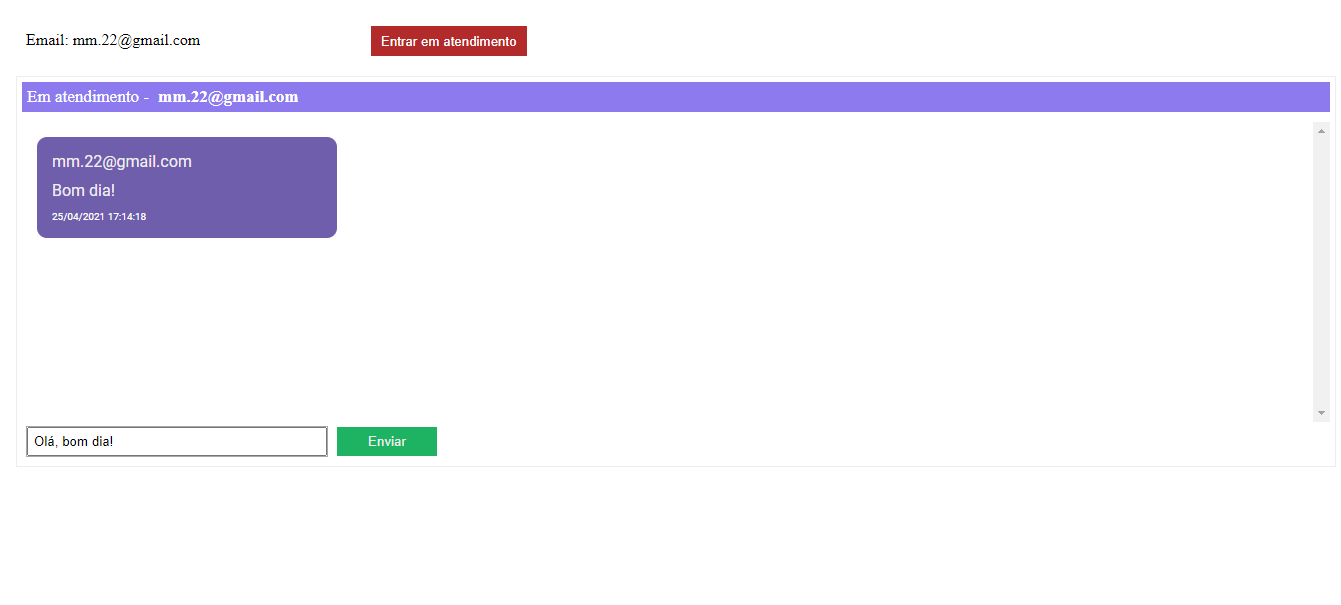 Email: mm.22@gmail.com
Entrar em atendimento
Em atendimento - mm.22@gmail.com
mm.22@gmail.com
Bom dia!
25/04/2021 17:14:18
Olá, bom dia!
Enviar